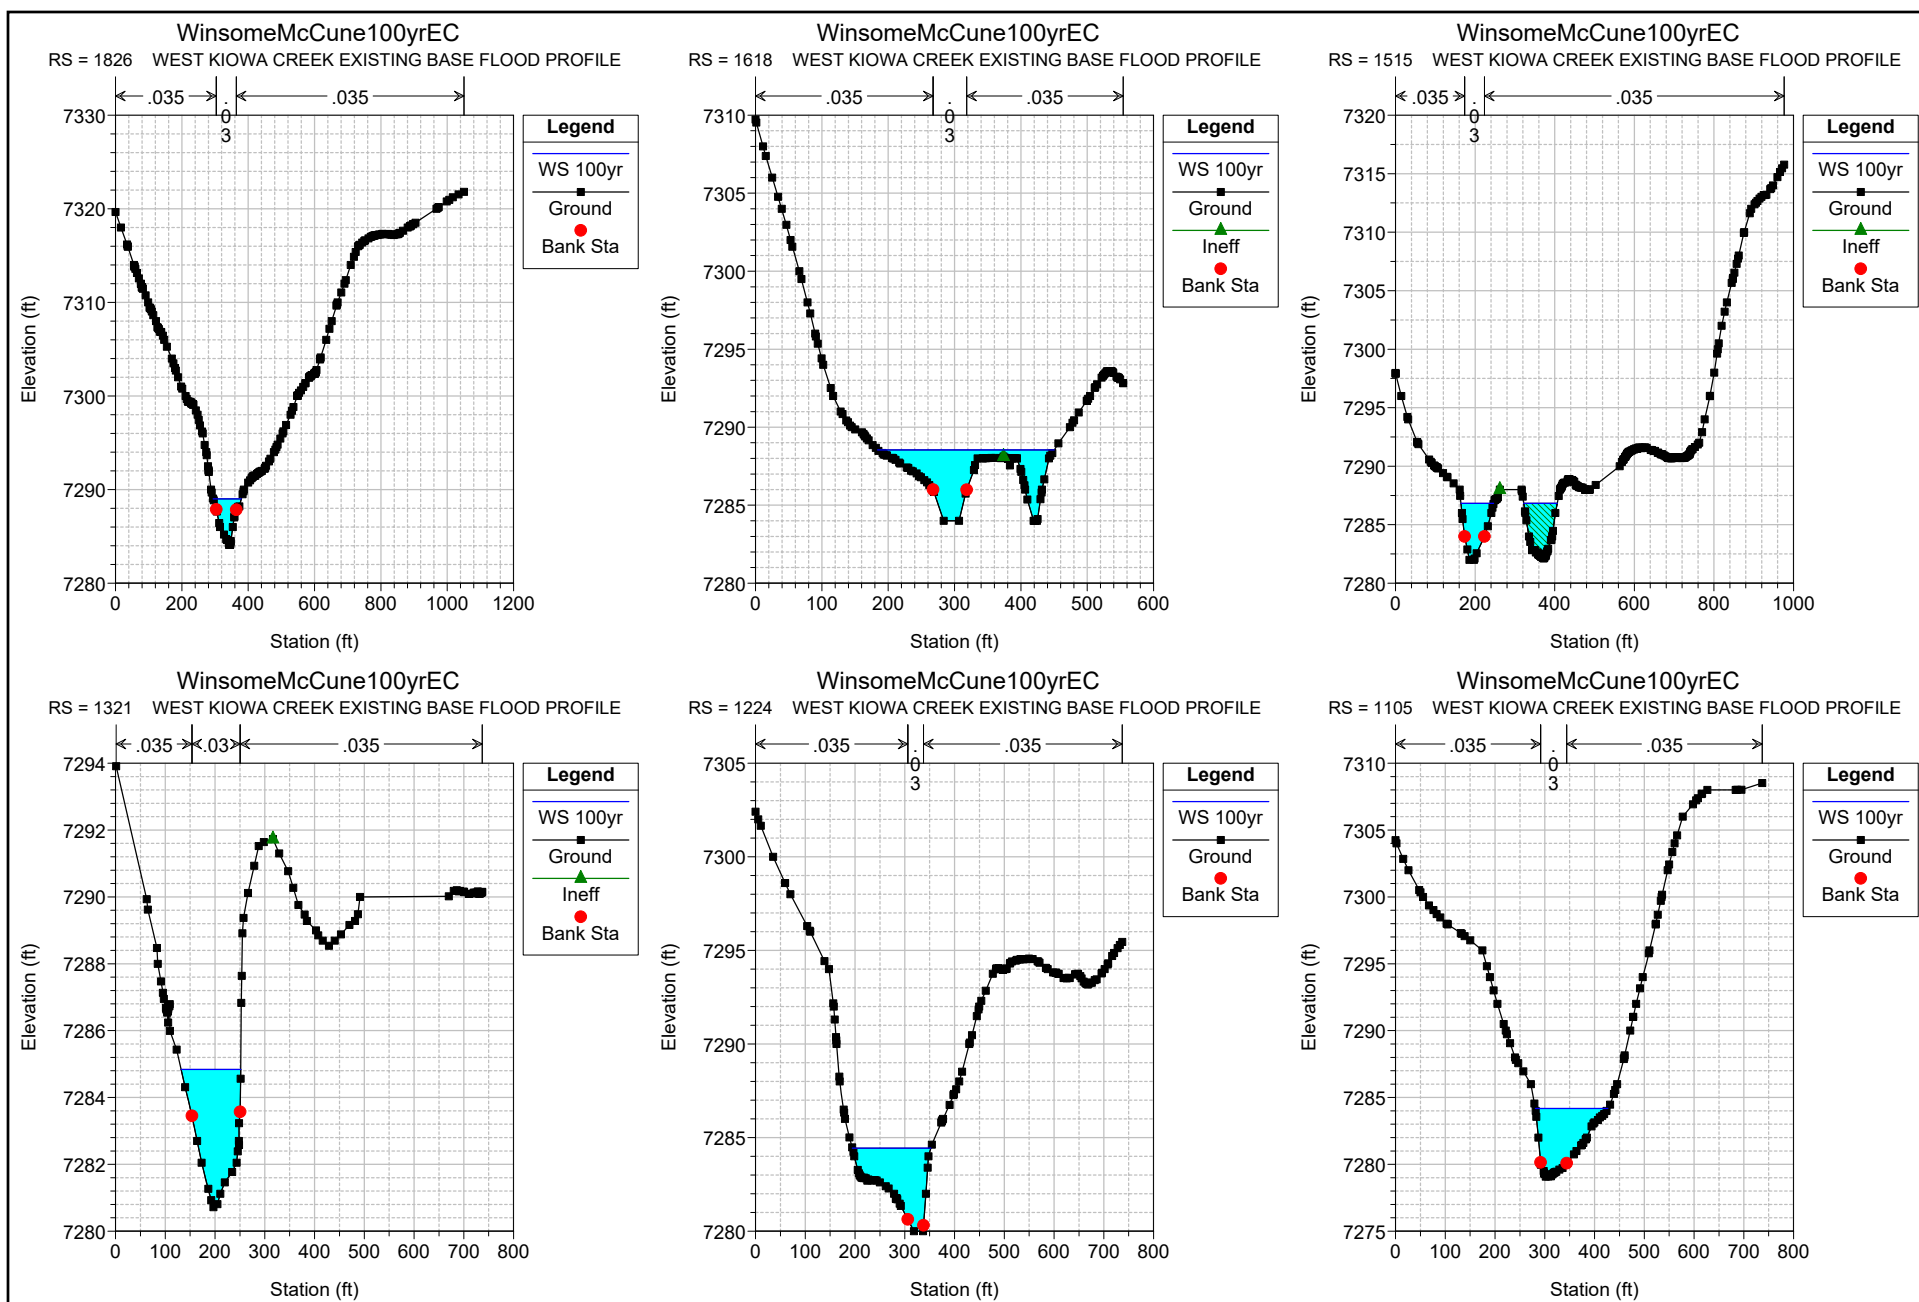 WinsomeMcCune100yrEC
RS = 1826 WEST KIOWA CREEK EXISTING BASE FLOOD PROFILE
.035 .03 .035
7330
7320
7310
7300
7290
7280
0 200 400 600 800 1000 1200
Elevation (ft)
Station (ft)
Legend
WS 100yr
Ground
Bank Sta
WinsomeMcCune100yrEC
RS = 1618 WEST KIOWA CREEK EXISTING BASE FLOOD PROFILE
.035 .03 .035
7310
7305
7300
7295
7290
7285
7280
0 100 200 300 400 500 600
Elevation (ft)
Station (ft)
Legend
WS 100yr
Ground
Ineff
Bank Sta
WinsomeMcCune100yrEC
RS = 1515 WEST KIOWA CREEK EXISTING BASE FLOOD PROFILE
.035 .03 .035
7320
7315
7310
7305
7300
7295
7290
7285
7280
0 200 400 600 800 1000
Elevation (ft)
Station (ft)
Legend
WS 100yr
Ground
Ineff
Bank Sta
WinsomeMcCune100yrEC
RS = 1321 WEST KIOWA CREEK EXISTING BASE FLOOD PROFILE
.035 .03 .035
7294
7292
7290
7288
7286
7284
7282
7280
0 100 200 300 400 500 600 700 800
Elevation (ft)
Station (ft)
Legend
WS 100yr
Ground
Ineff
Bank Sta
WinsomeMcCune100yrEC
RS = 1224 WEST KIOWA CREEK EXISTING BASE FLOOD PROFILE
.035 .03 .035
7305
7300
7295
7290
7285
7280
0 100 200 300 400 500 600 700 800
Elevation (ft)
Station (ft)
Legend
WS 100yr
Ground
Bank Sta
WinsomeMcCune100yrEC
RS = 1105 WEST KIOWA CREEK EXISTING BASE FLOOD PROFILE
.035 .03 .035
7310
7305
7300
7295
7290
7285
7280
7275
0 100 200 300 400 500 600 700 800
Elevation (ft)
Station (ft)
Legend
WS 100yr
Ground
Bank Sta